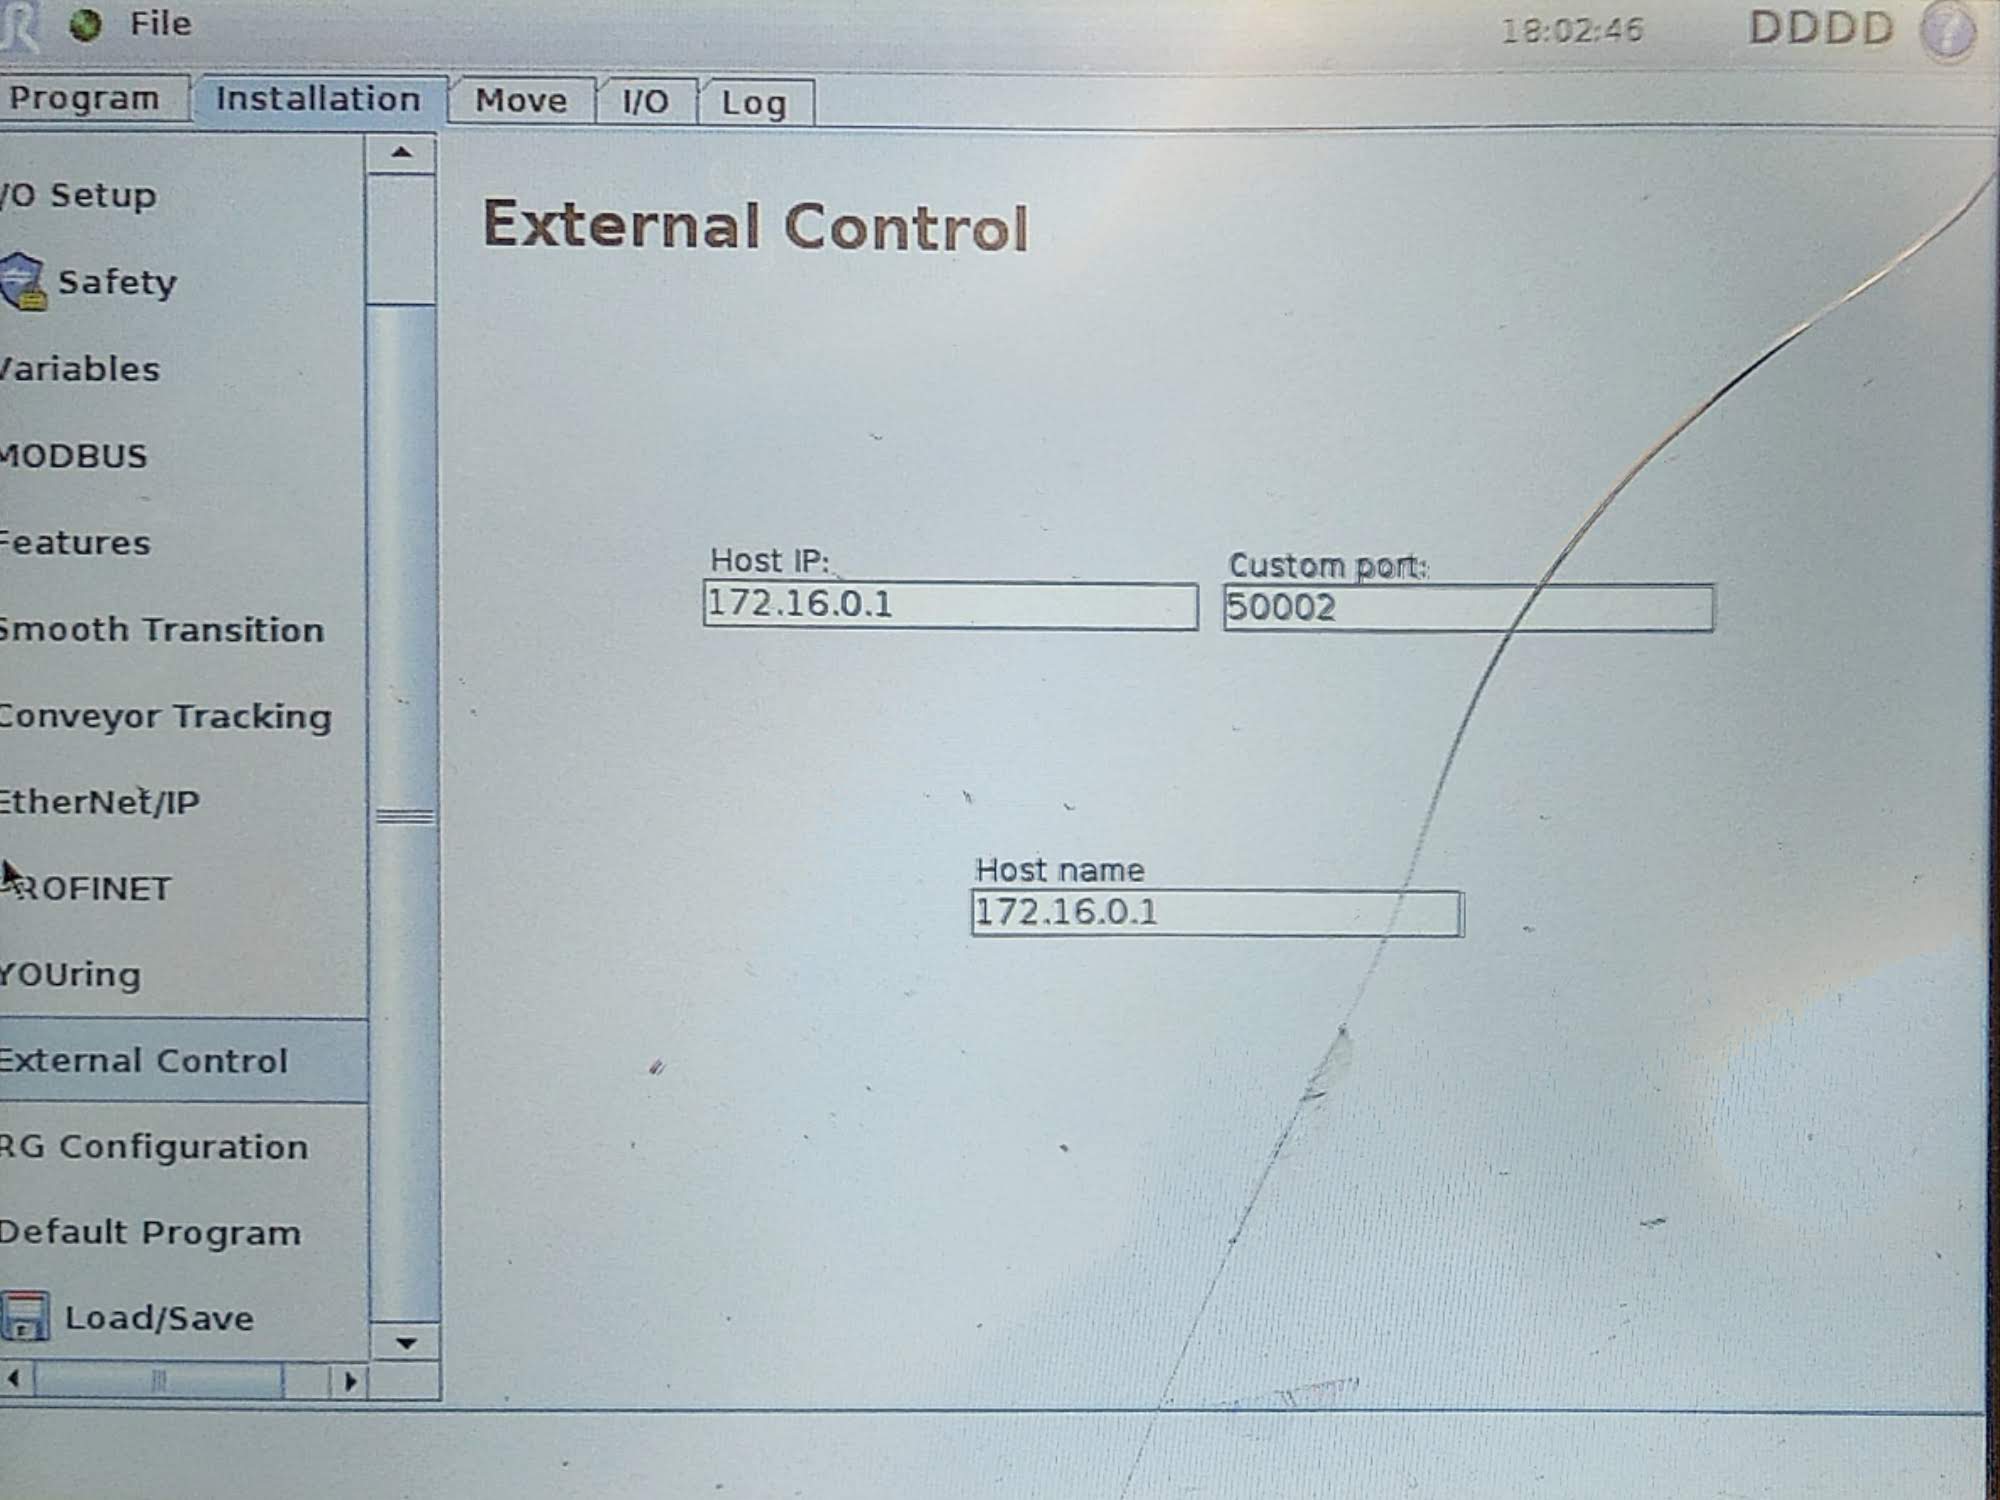 File
18:02:46
DDDD
?
Program
Installation
Move
I/O
Log
/O Setup
Safety
Variables
MODBUS
Features
Smooth Transition
Conveyor Tracking
EtherNet/IP
ROFINET
YOUring
External Control
RG Configuration
Default Program
Load/Save
External Control
Host IP:
172.16.0.1
Custom port:
50002
Host name
172.16.0.1